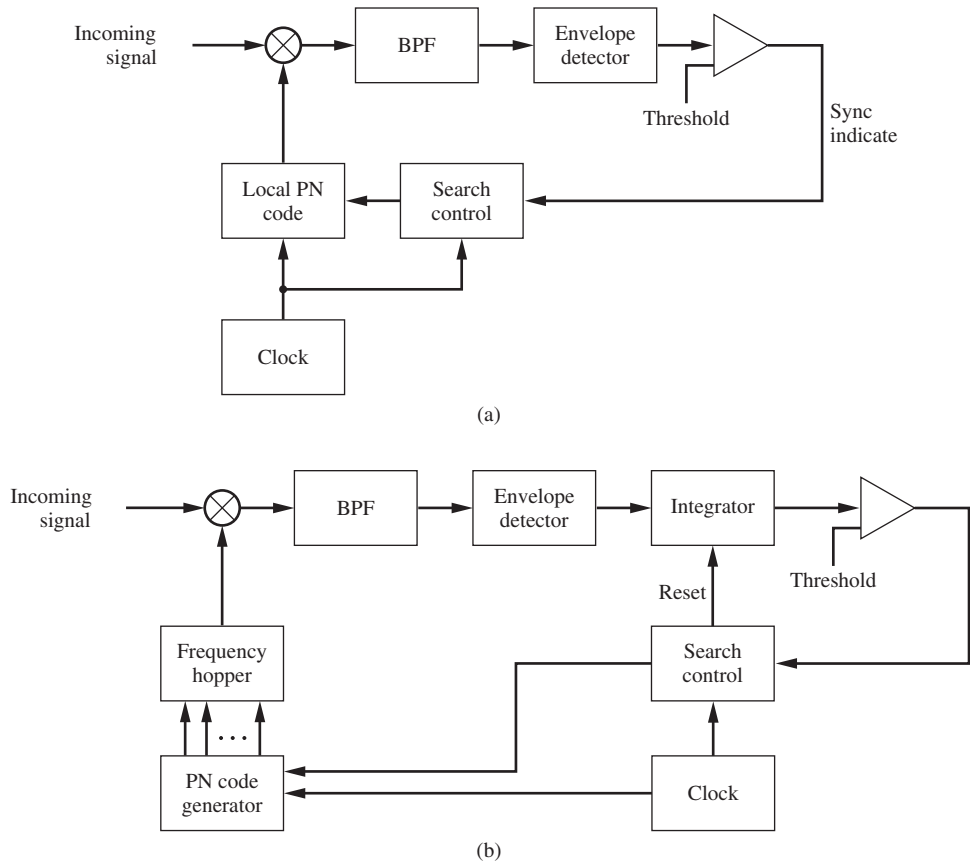 Incoming
signal
BPF
Envelope
detector
Threshold
Sync
indicate
Local PN
code
Search
control
Clock
(a)
Incoming
signal
BPF
Envelope
detector
Integrator
Threshold
Reset
Frequency
hopper
Search
control
PN code
generator
Clock
(b)